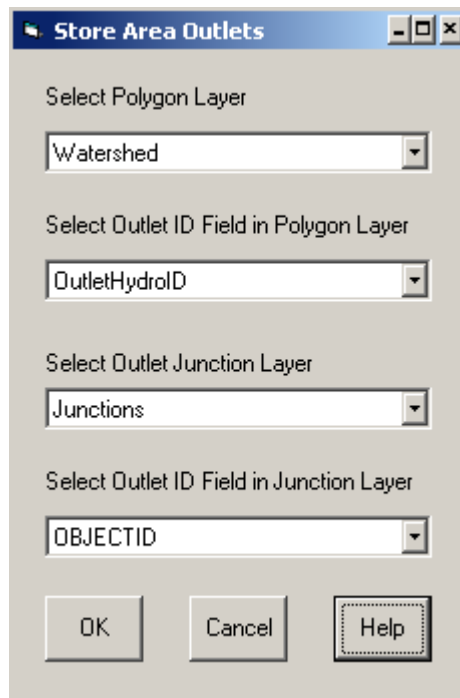 Store Area Outlets
Select Polygon Layer
Watershed
Select Outlet ID Field in Polygon Layer
OutletHydroID
Select Outlet Junction Layer
Junctions
Select Outlet ID Field in Junction Layer
OBJECTID
OK Cancel Help